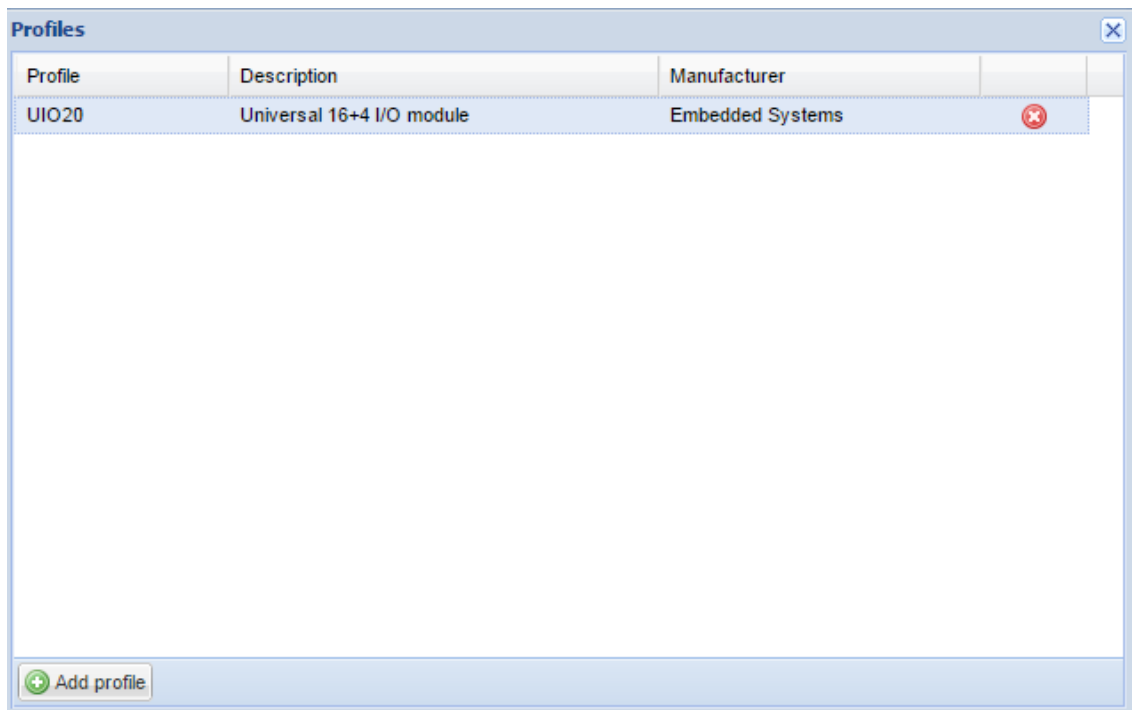 Profiles
Profile Description Manufacturer
UIO20 Universal 16+4 I/O module Embedded Systems
Add profile